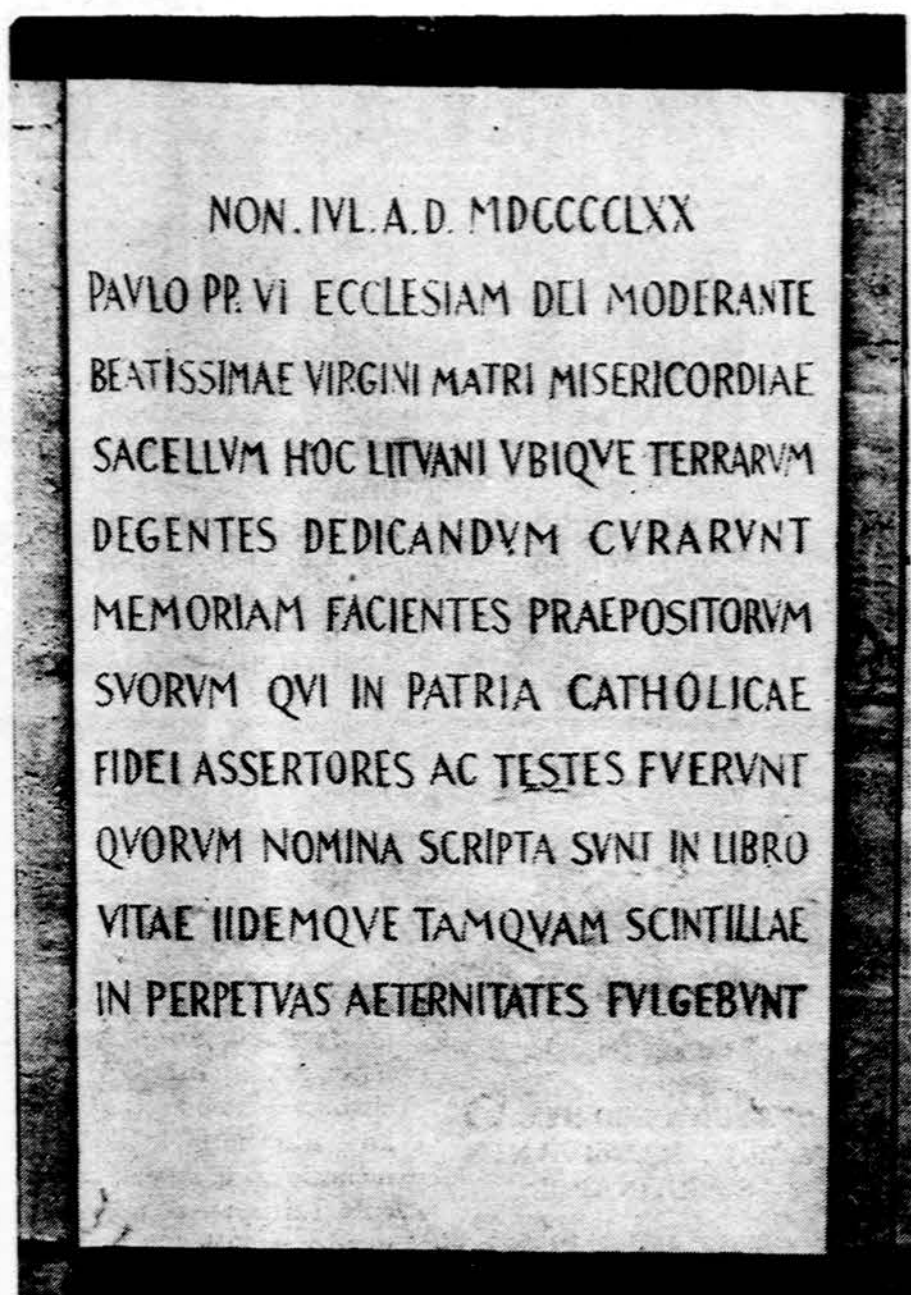 NON. IVL. A. D. MDCCCCLXX
PAVLO PP. VI ECCLESIAM DEI MODERANTE
BEATISSIMAE VIRGINI MATRI MISERICORDIAE
SACELLVM HOC LITVANI VBIQVE TERRARVM
DEGENTES DEDICANDVM CVRARVNT
MEMORIAM FACIENTES PRAEPOSITORVM
SVORVM QVI IN PATRIA CATHOLICAE
FIDEI ASSERTORES AC TESTES FVERVNT
QVORVM NOMINA SCRIPTA SVNT IN LIBRO
VITAE IIDEMQVE TAMQVAM SCINTILLAE
IN PERPETVAS AETERNITATES FVLGEBVNT